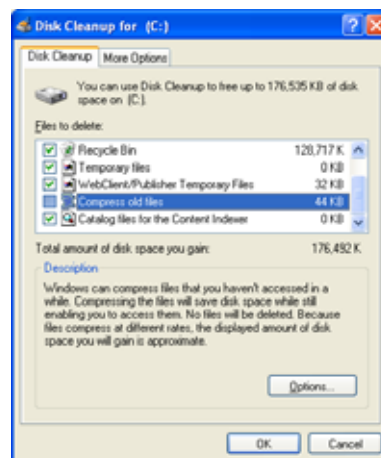 Disk Cleanup for (C:)
Disk Cleanup More Options
You can use Disk Cleanup to free up to 176,535 KB of disk
space on (C:).
Files to delete:
Recycle Bin 128,717 K
Temporary files 0 KB
WebClient/Publisher Temporary Files 32 KB
Compress old files 44 KB
Catalog files for the Content Indexer 0 KB
Total amount of disk space you gain: 176,492 K
Description
Windows can compress files that you haven't accessed in a
while. Compressing the files will save disk space while still
enabling you to access them. No files will be deleted. Because
files compress at different rates, the displayed amount of disk
space you will gain is approximate.
Options...
OK Cancel